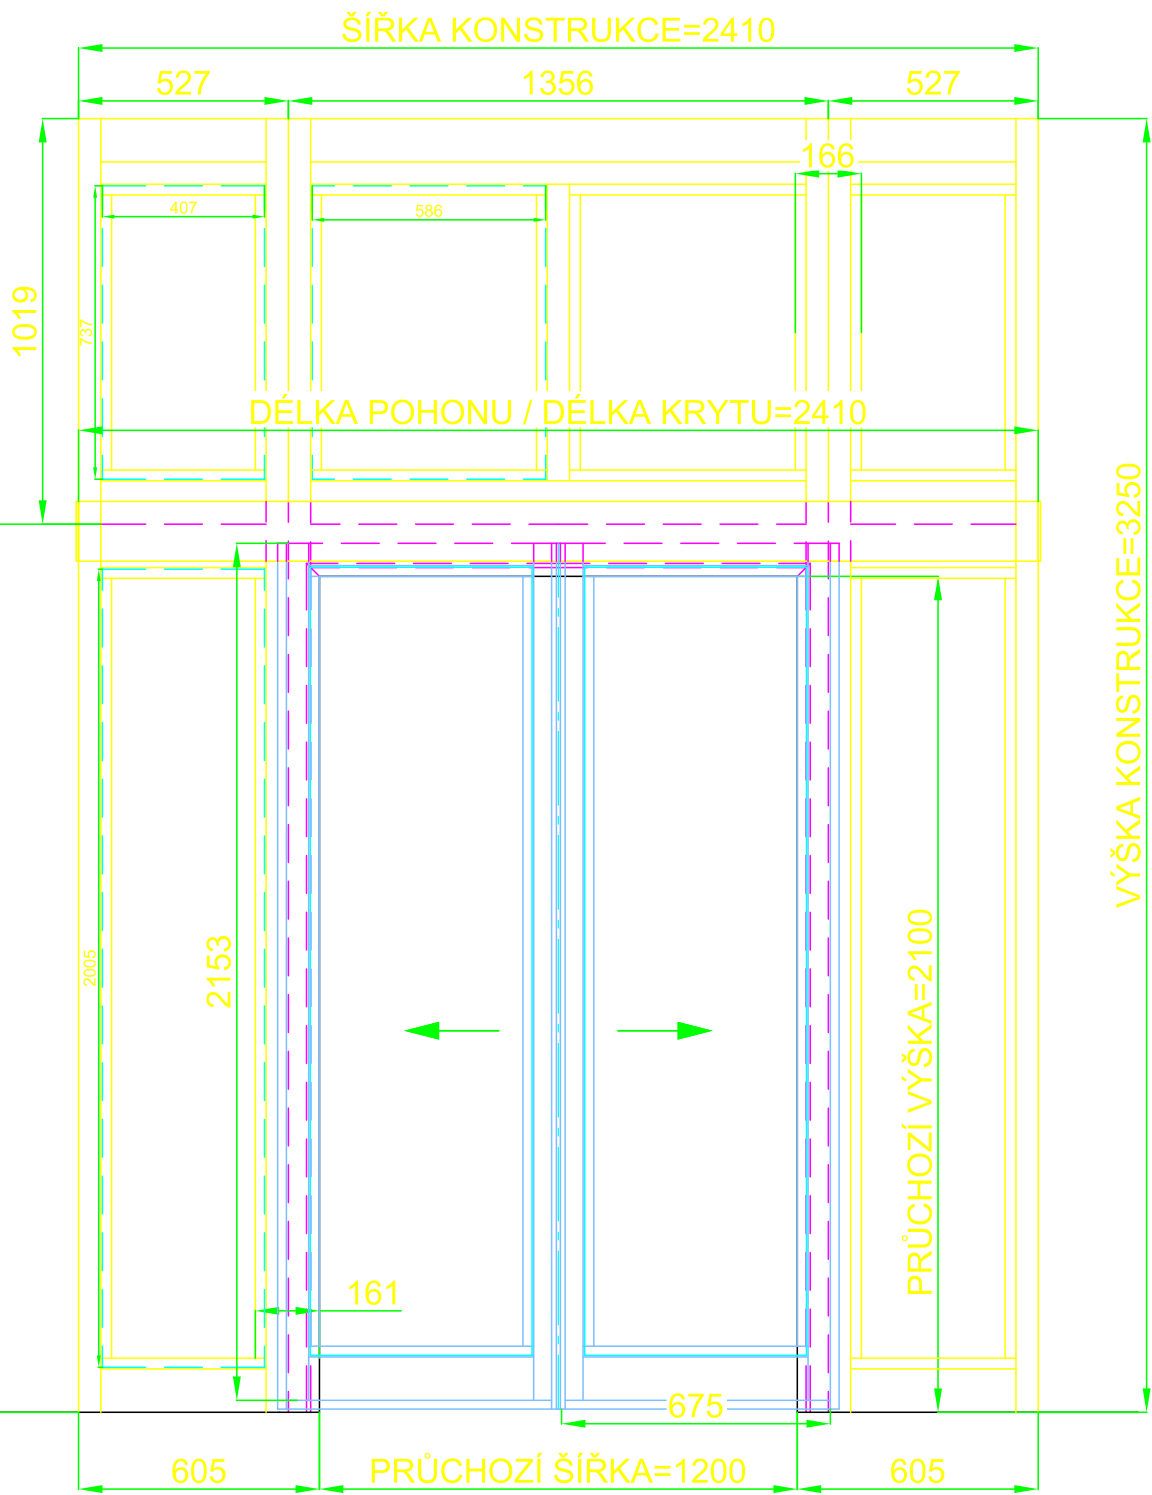 ŠÍŘKA KONSTRUKCE=2410
527
1356
527
166
407
586
1019
737
DÉLKA POHONU / DÉLKA KRYTU=2410
VÝŠKA KONSTRUKCE=3250
2005
2153
PRŮCHOZÍ VÝŠKA=2100
161
675
605
PRŮCHOZÍ ŠÍŘKA=1200
605